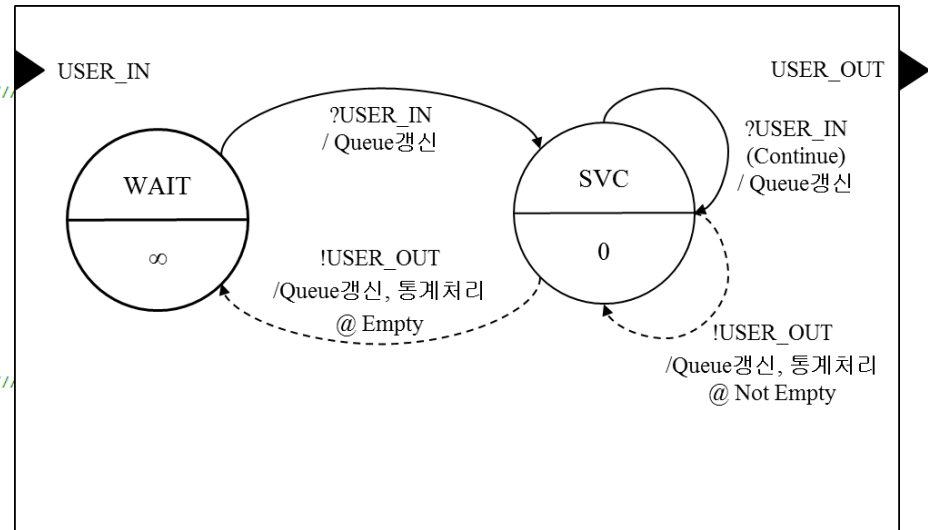 USER_IN
USER_OUT
?USER_IN
/ Queue갱신
?USER_IN
(Continue)
/ Queue갱신
WAIT
SVC
∞
0
!USER_OUT
/Queue갱신, 통계처리
@ Empty
!USER_OUT
/Queue갱신, 통계처리
@ Not Empty
//
//